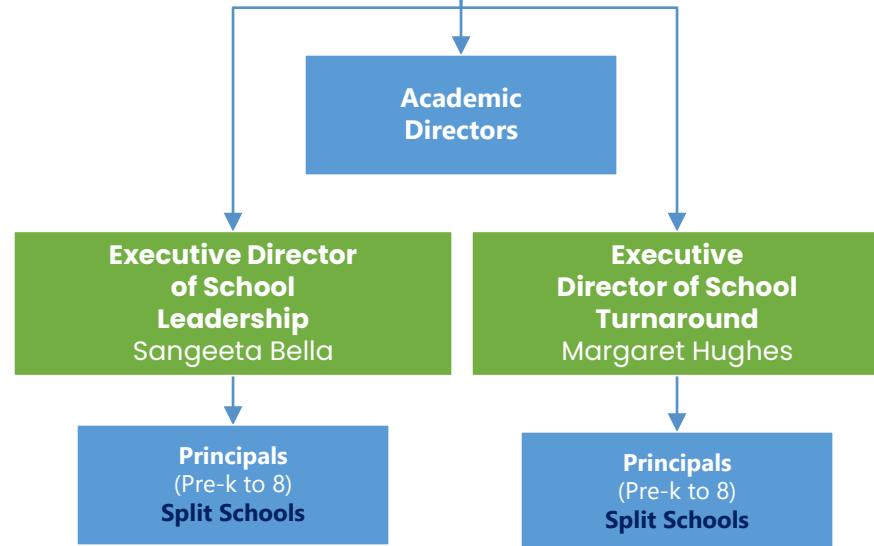 Academic
Directors
Executive Director
of School
Leadership
Sangeeta Bella
Executive
Director of School
Turnaround
Margaret Hughes
Principals
(Pre-k to 8)
Split Schools
Principals
(Pre-k to 8)
Split Schools